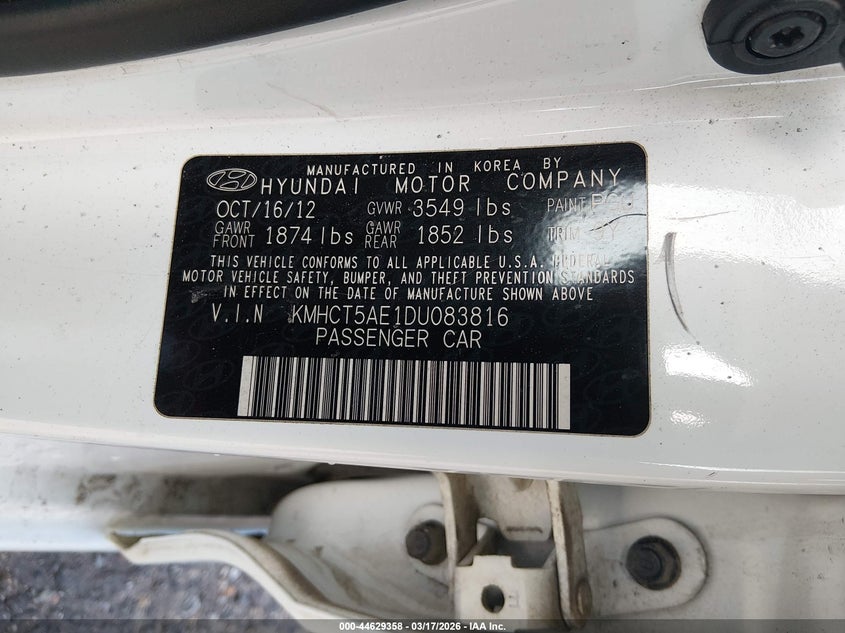 MANUFACTURED IN KOREA BY
HYUNDAI MOTOR COMPANY
OCT/16/12 GVWR 3549 lbs PAINT
GAWR FRONT 1874 lbs GAWR REAR 1852 lbs TRIM
THIS VEHICLE CONFORMS TO ALL APPLICABLE U.S.A. FEDERAL
MOTOR VEHICLE SAFETY, BUMPER, AND THEFT PREVENTION STANDARDS
IN EFFECT ON THE DATE OF MANUFACTURE SHOWN ABOVE
V.I.N KMHCT5AE1DU083816
PASSENGER CAR
000-44629358 - 03/17/2026 - IAA Inc.